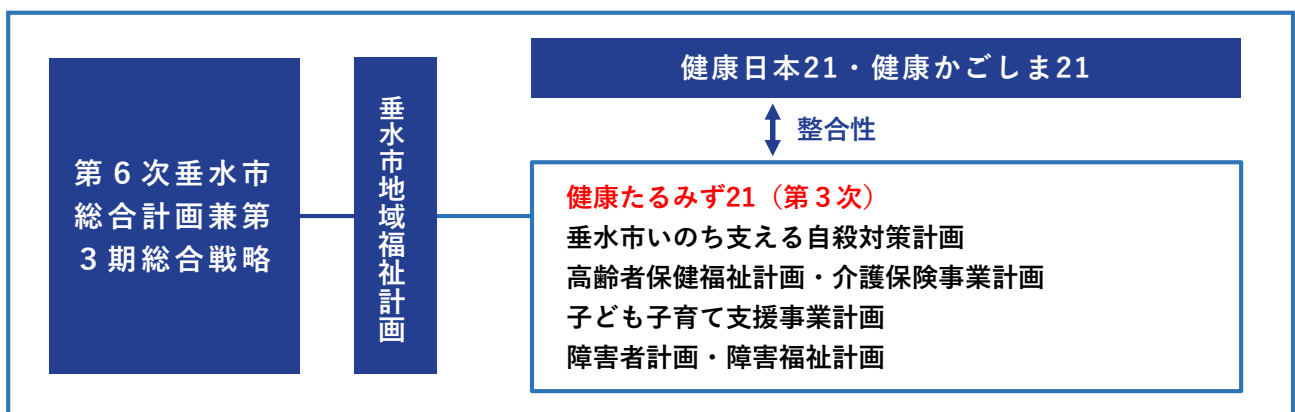 第６次垂水市
総合計画兼第
３期総合戦略
垂水市地域福祉計画
健康日本21・健康かごしま21
整合性
健康たるみず21（第３次）
垂水市いのち支える自殺対策計画
高齢者保健福祉計画・介護保険事業計画
子ども子育て支援事業計画
障害者計画・障害福祉計画